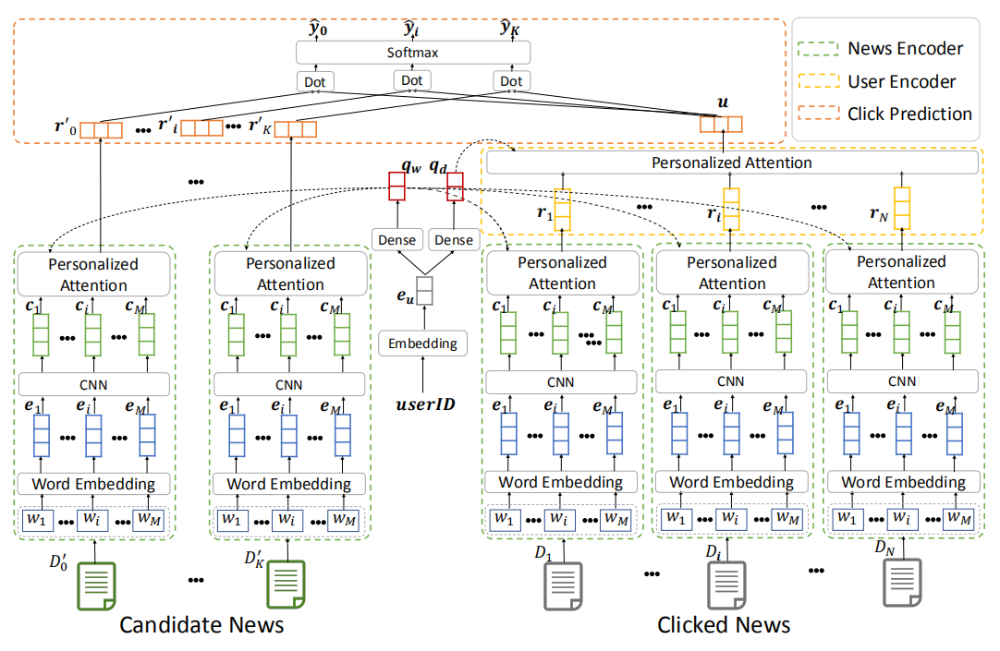 ŷ0 ŷi ŷK
Softmax
Dot Dot Dot
r'0 ••• r'i ••• r'K
u
News Encoder
User Encoder
Click Prediction
•••
qw qd
Personalized Attention
r1 ••• ri ••• rN
Dense Dense
eu
Embedding
userID
Personalized Attention
c1 ci cM
••• •••
CNN
e1 ei eM
••• •••
Word Embedding
w1 ••• wi ••• wM
D'0
Personalized Attention
c1 ci cM
••• •••
CNN
e1 ei eM
••• •••
Word Embedding
w1 ••• wi ••• wM
D'K
•••
Candidate News
Personalized Attention
c1 ci cM
••• ••• •••
CNN
e1 ei eM
••• •••
Word Embedding
w1 ••• wi ••• wM
D1
•••
Personalized Attention
c1 ci cM
••• •••
CNN
e1 ei eM
••• •••
Word Embedding
w1 ••• wi ••• wM
Di
•••
Personalized Attention
c1 ci cM
••• •••
CNN
e1 ei eM
••• •••
Word Embedding
w1 ••• wi ••• wM
DN
Clicked News